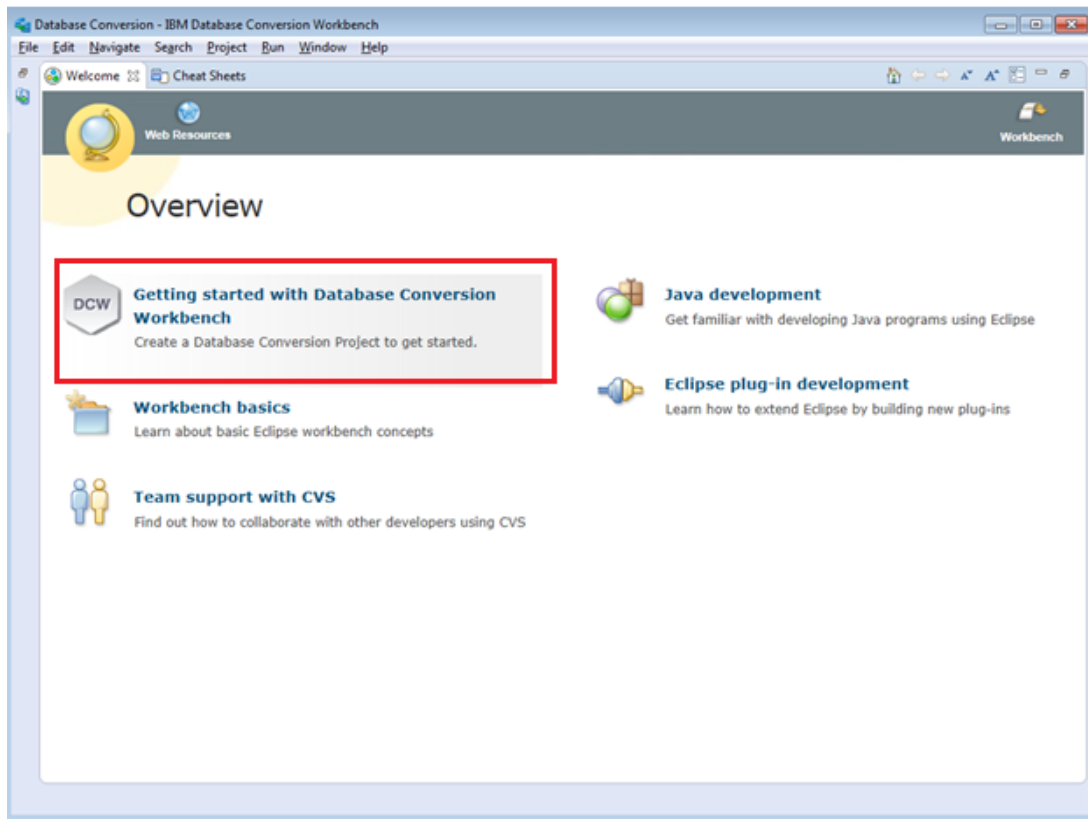 Database Conversion - IBM Database Conversion Workbench
File Edit Navigate Search Project Run Window Help
Welcome Cheat Sheets
Web Resources
Workbench
Overview
DCW
Getting started with Database Conversion
Workbench
Create a Database Conversion Project to get started.
Workbench basics
Learn about basic Eclipse workbench concepts
Team support with CVS
Find out how to collaborate with other developers using CVS
Java development
Get familiar with developing Java programs using Eclipse
Eclipse plug-in development
Learn how to extend Eclipse by building new plug-ins